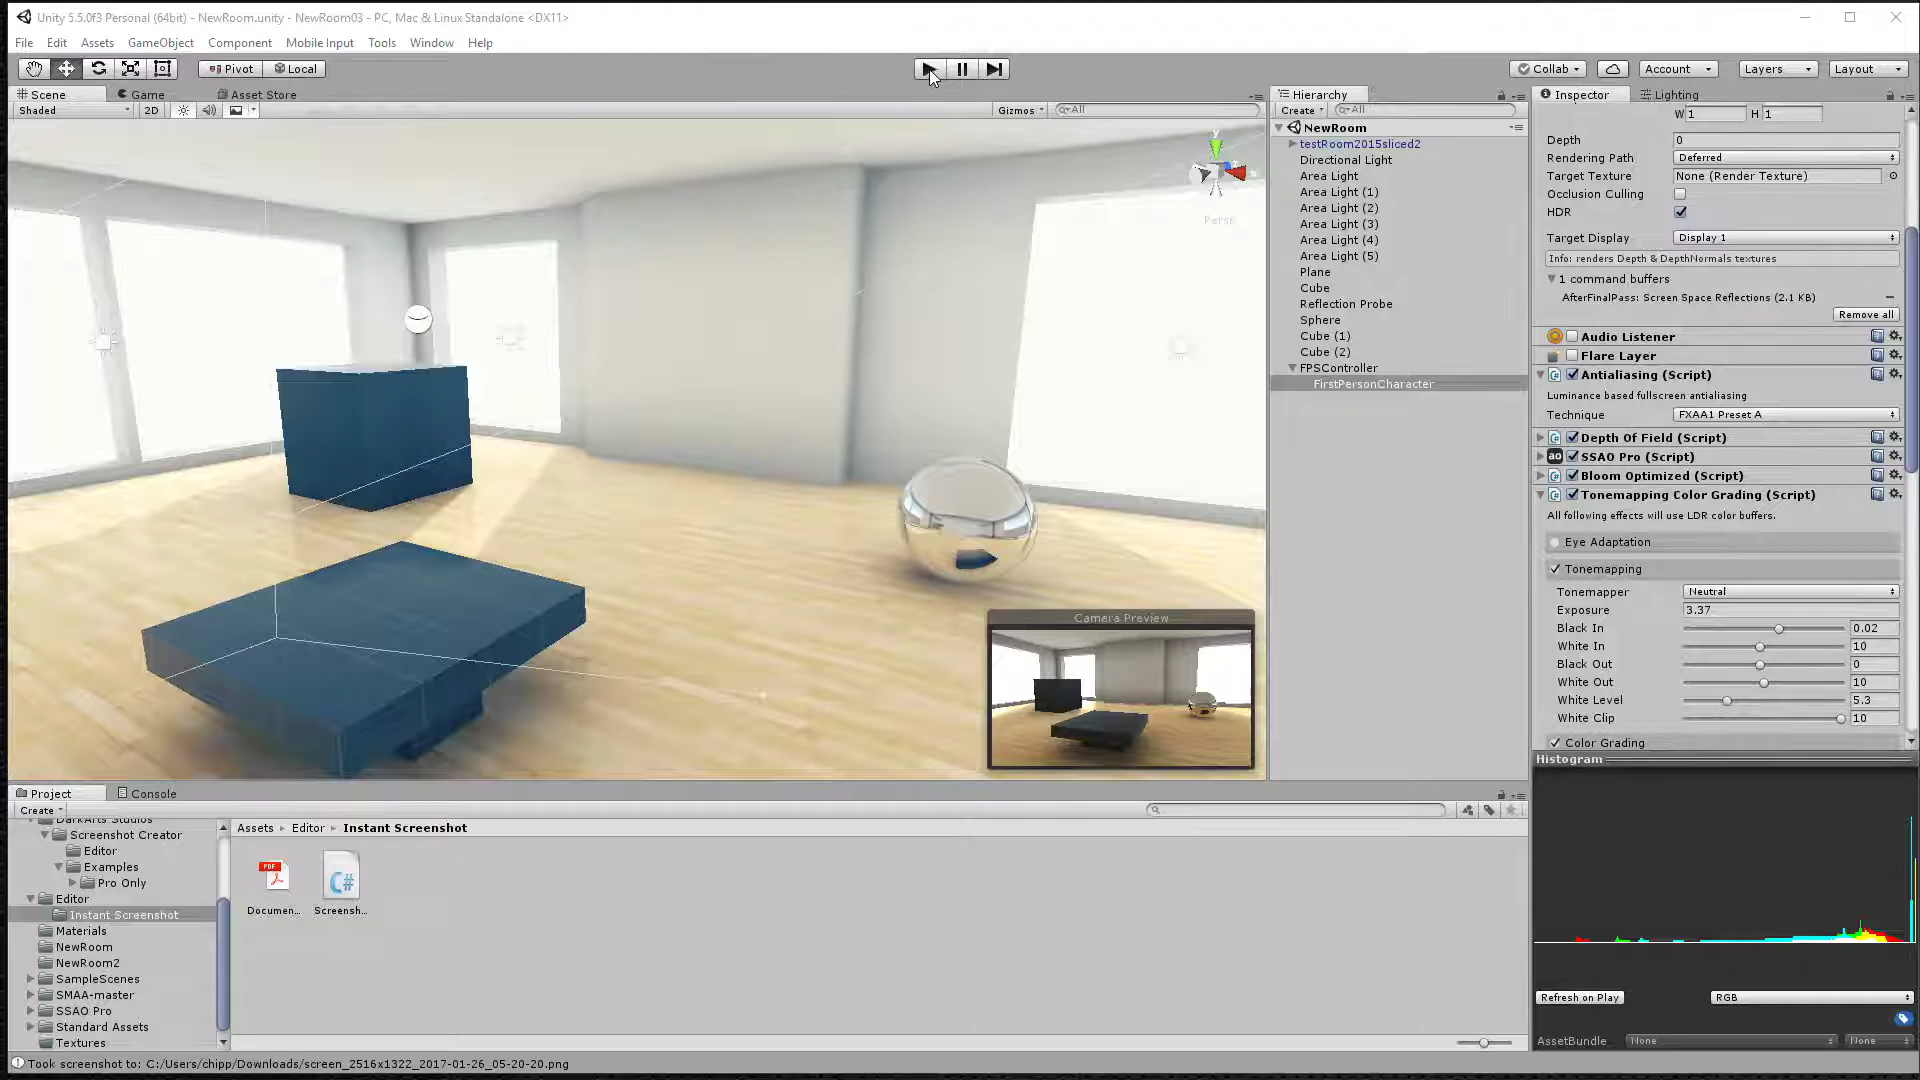 Unity 5.5.0f3 Personal (64bit) - NewRoom.unity - NewRoom03 - PC, Mac & Linux Standalone <DX11>
File Edit Assets GameObject Component Mobile Input Tools Window Help
Pivot Local Collab Account Layers Layout
Scene Game Asset Store
Shaded 2D Gizmos All
Persp
Camera Preview
Hierarchy
Create All
NewRoom
testRoom2015sliced2
Directional Light
Area Light
Area Light (1)
Area Light (2)
Area Light (3)
Area Light (4)
Area Light (5)
Plane
Cube
Reflection Probe
Sphere
Cube (1)
Cube (2)
FPSController
FirstPersonCharacter
Inspector Lighting
W 1 H 1
Depth 0
Rendering Path Deferred
Target Texture None (Render Texture)
Occlusion Culling
HDR
Target Display Display 1
Info: renders Depth & DepthNormals textures
1 command buffers
AfterFinalPass: Screen Space Reflections (2.1 KB)
Remove all
Audio Listener
Flare Layer
Antialiasing (Script)
Luminance based fullscreen antialiasing
Technique FXAA1 Preset A
Depth Of Field (Script)
ao SSAO Pro (Script)
Bloom Optimized (Script)
Tonemapping Color Grading (Script)
All following effects will use LDR color buffers.
Eye Adaptation
Tonemapping
Tonemapper Neutral
Exposure 3.37
Black In 0.02
White In 10
Black Out 0
White Out 10
White Level 5.3
White Clip 10
Color Grading
Histogram
Refresh on Play RGB
AssetBundle None None
Project Console
Create
DarkArts Studios
Screenshot Creator
Editor
Examples
Pro Only
Editor
Instant Screenshot
Materials
NewRoom
NewRoom2
SampleScenes
SMAA-master
SSAO Pro
Standard Assets
Textures
Assets Editor Instant Screenshot
PDF
C#
Documen... Screensh...
Took screenshot to: C:/Users/chipp/Downloads/screen_2516x1322_2017-01-26_05-20-20.png